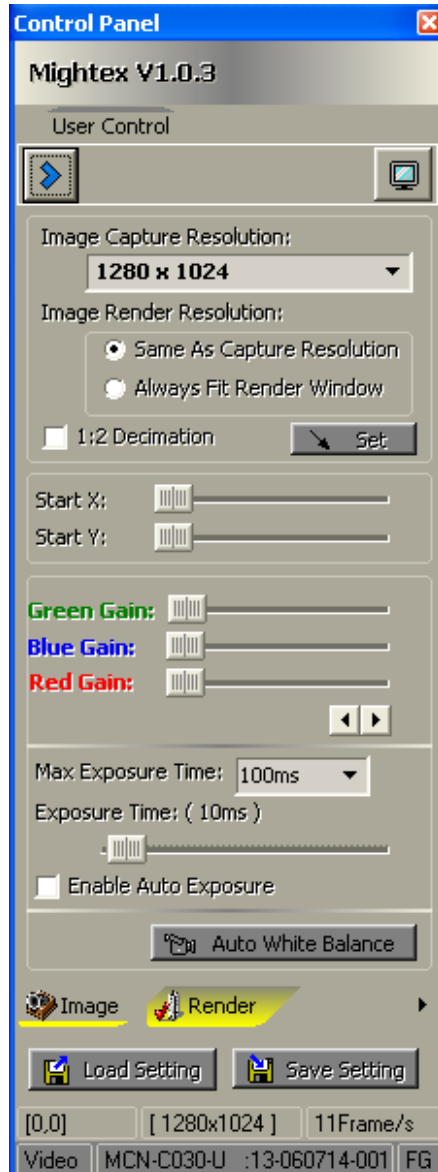 Control Panel
Mightex V1.0.3
User Control
Image Capture Resolution:
1280 x 1024
Image Render Resolution:
Same As Capture Resolution
Always Fit Render Window
1:2 Decimation
Set
Start X:
Start Y:
Green Gain:
Blue Gain:
Red Gain:
Max Exposure Time: 100ms
Exposure Time: ( 10ms )
Enable Auto Exposure
Auto White Balance
Image Render
Load Setting Save Setting
[0,0] [ 1280x1024 ] 11Frame/s
Video MCN-C030-U :13-060714-001 FG